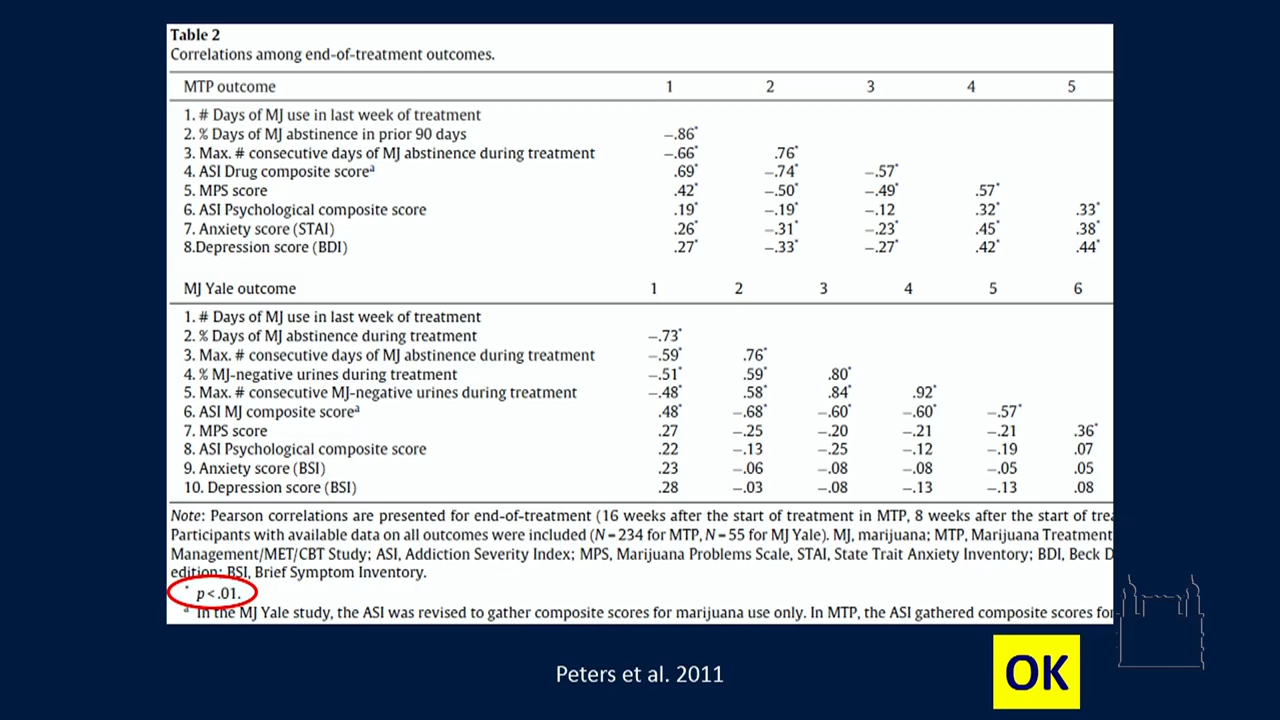 Table 2
Correlations among end-of-treatment outcomes.
MTP outcome 1 2 3 4 5
1. # Days of MJ use in last week of treatment
2. % Days of MJ abstinence in prior 90 days −.86*
3. Max. # consecutive days of MJ abstinence during treatment −.66* .76*
4. ASI Drug composite scoreª .69* −.74* −.57*
5. MPS score .42* −.50* −.49* .57*
6. ASI Psychological composite score .19* −.19* −.12 .32* .33*
7. Anxiety score (STAI) .26* −.31* −.23* .45* .38*
8.Depression score (BDI) .27* −.33* −.27* .42* .44*
MJ Yale outcome 1 2 3 4 5 6
1. # Days of MJ use in last week of treatment
2. % Days of MJ abstinence during treatment −.73*
3. Max. # consecutive days of MJ abstinence during treatment −.59* .76*
4. % MJ-negative urines during treatment −.51* .59* .80*
5. Max. # consecutive MJ-negative urines during treatment −.48* .58* .84* .92*
6. ASI MJ composite scoreª .48* −.68* −.60* −.60* −.57*
7. MPS score .27 −.25 −.20 −.21 −.21 .36*
8. ASI Psychological composite score .22 −.13 −.25 −.12 −.19 .07
9. Anxiety score (BSI) .23 −.06 −.08 −.08 −.05 .05
10. Depression score (BSI) .28 −.03 −.08 −.13 −.13 .08
Note: Pearson correlations are presented for end-of-treatment (16 weeks after the start of treatment in MTP, 8 weeks after the start of trea
Participants with available data on all outcomes were included (N = 234 for MTP, N = 55 for MJ Yale). MJ, marijuana; MTP, Marijuana Treatment
Management/MET/CBT Study; ASI, Addiction Severity Index; MPS, Marijuana Problems Scale, STAI, State Trait Anxiety Inventory; BDI, Beck D
edition; BSI, Brief Symptom Inventory.
* p < .01.
ª In the MJ Yale study, the ASI was revised to gather composite scores for marijuana use only. In MTP, the ASI gathered composite scores for
Peters et al. 2011
OK